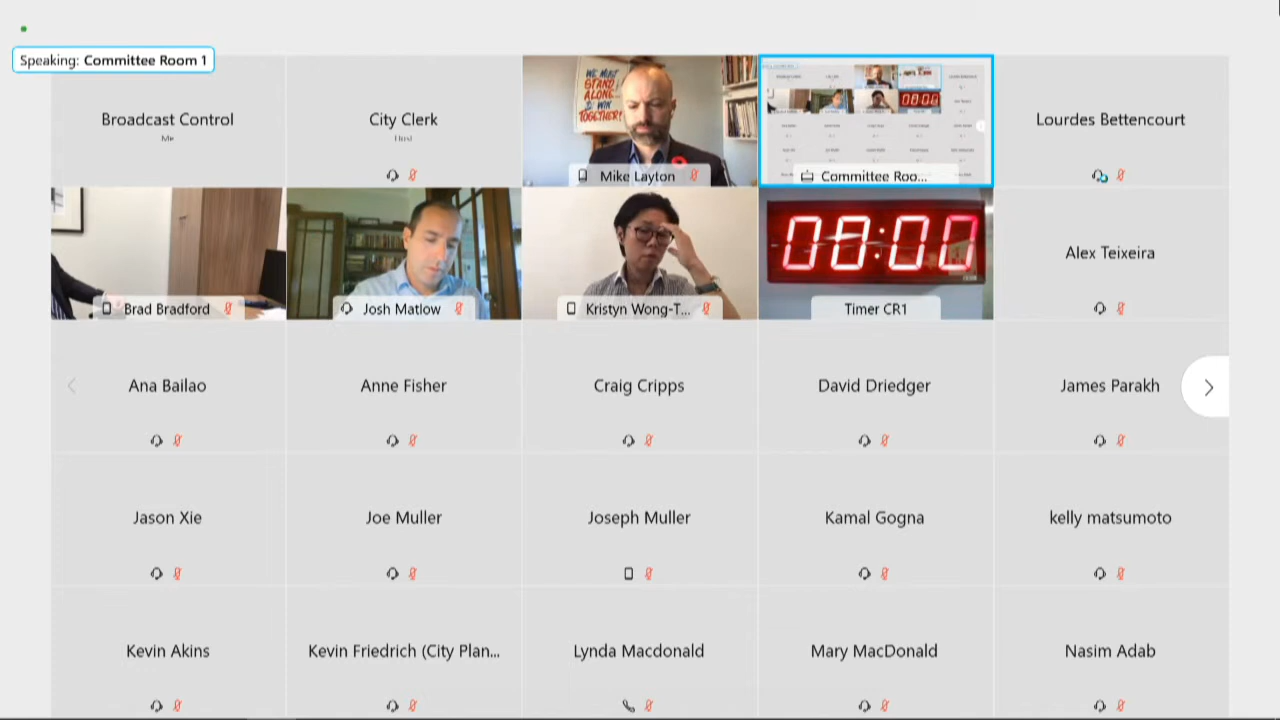 Speaking: Committee Room 1
Broadcast Control
Me
City Clerk
Host
WE MUST
STAND
ALONE
TO WIN
TOGETHER!
Mike Layton
08:00
Committee Roo...
Lourdes Bettencourt
Brad Bradford
Josh Matlow
Kristyn Wong-T...
08:00
Timer CR1
Alex Teixeira
Ana Bailao
Anne Fisher
Craig Cripps
David Driedger
James Parakh
Jason Xie
Joe Muller
Joseph Muller
Kamal Gogna
kelly matsumoto
Kevin Akins
Kevin Friedrich (City Plan...
Lynda Macdonald
Mary MacDonald
Nasim Adab